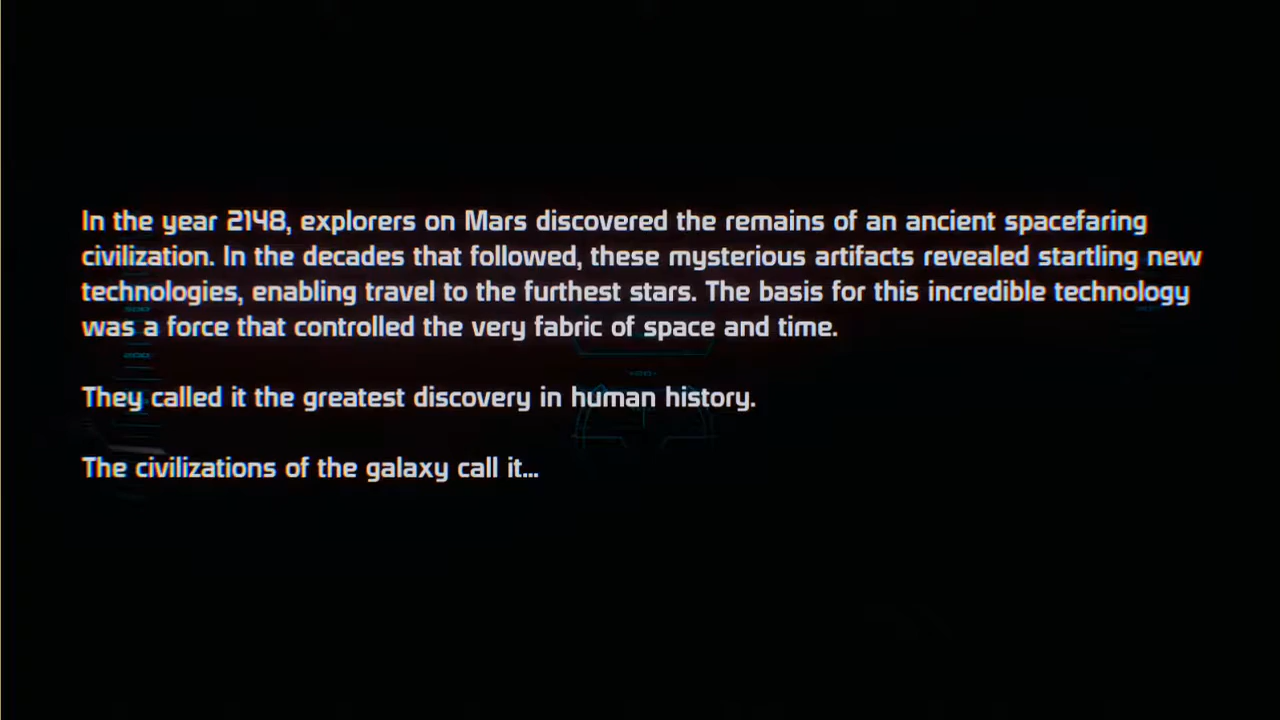 In the year 2148, explorers on Mars discovered the remains of an ancient spacefaring
civilization. In the decades that followed, these mysterious artifacts revealed startling new
technologies, enabling travel to the furthest stars. The basis for this incredible technology
was a force that controlled the very fabric of space and time.
They called it the greatest discovery in human history.
The civilizations of the galaxy call it...